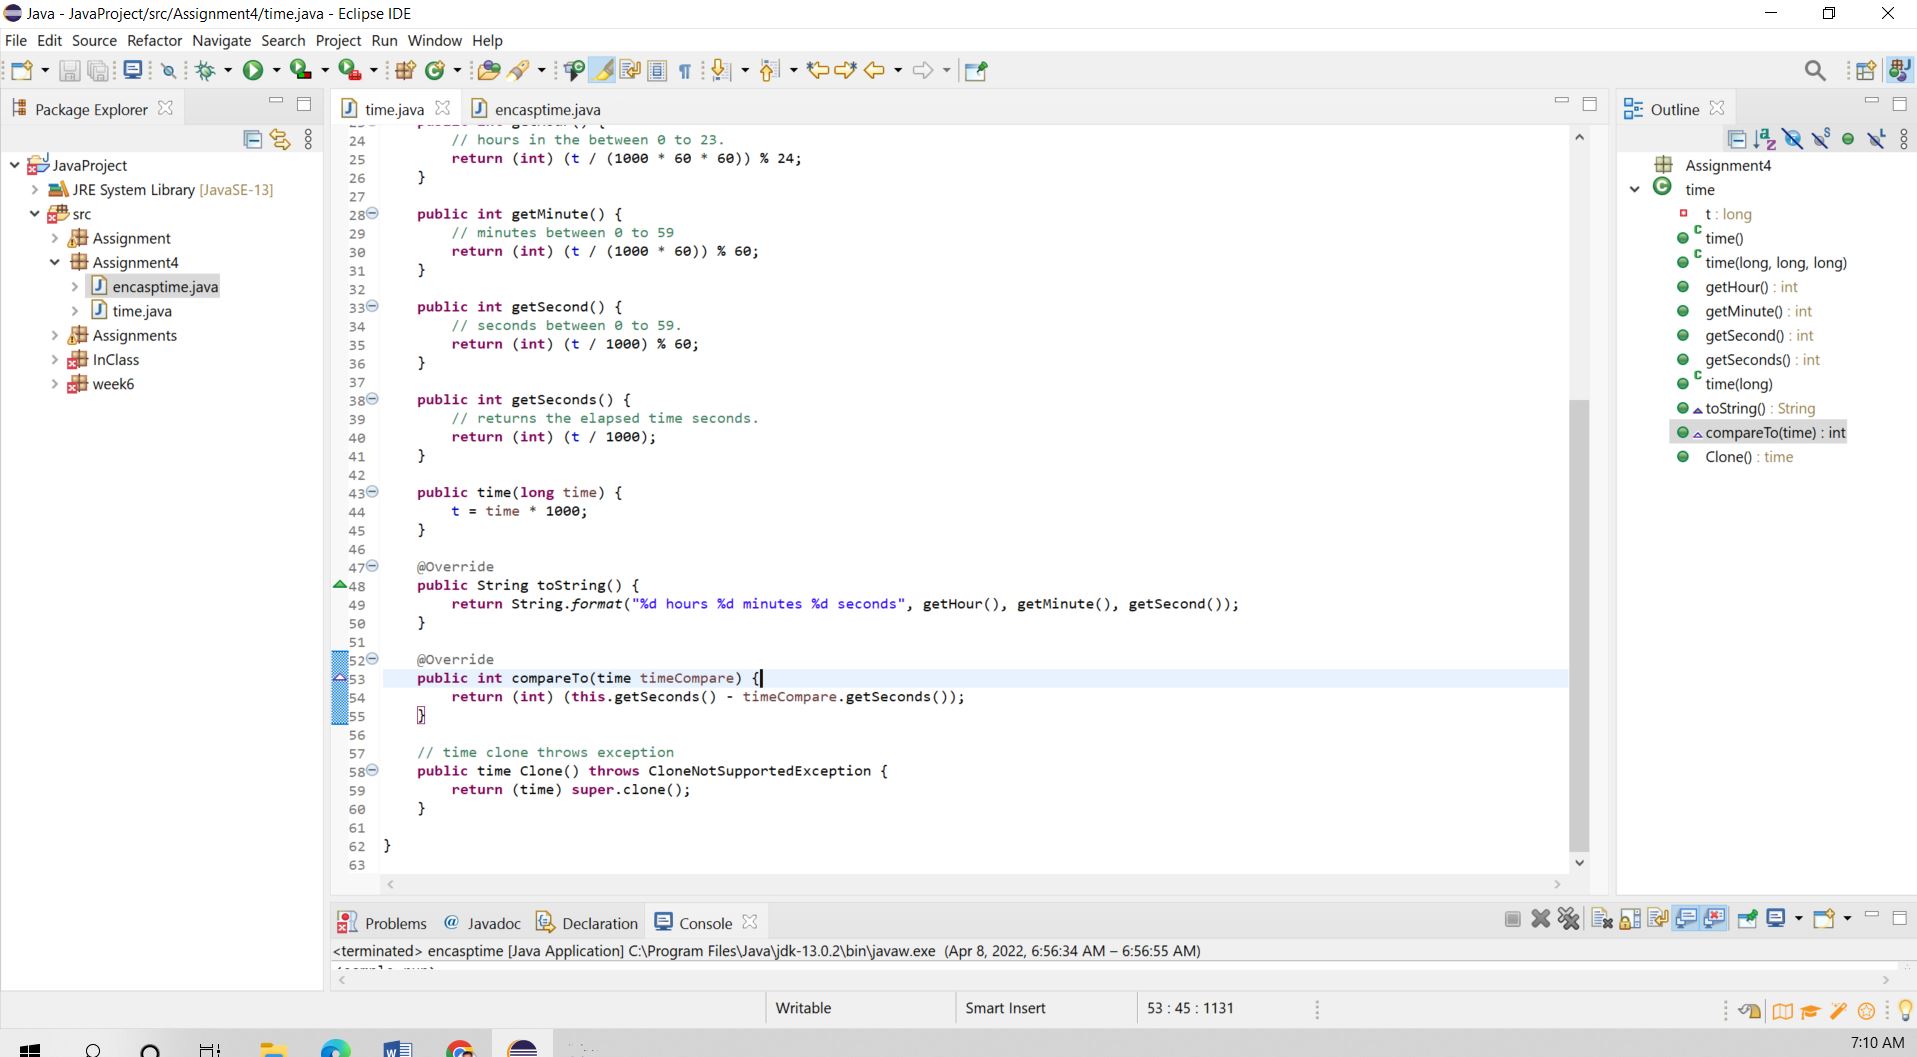 Java - JavaProject/src/Assignment4/time.java - Eclipse IDE
File Edit Source Refactor Navigate Search Project Run Window Help
Package Explorer
JavaProject
JRE System Library [JavaSE-13]
src
Assignment
Assignment4
encasptime.java
time.java
Assignments
InClass
week6
time.java
encasptime.java
24 // hours in the between 0 to 23.
25 return (int) (t / (1000 * 60 * 60)) % 24;
26 }
27
28 public int getMinute() {
29 // minutes between 0 to 59
30 return (int) (t / (1000 * 60)) % 60;
31 }
32
33 public int getSecond() {
34 // seconds between 0 to 59.
35 return (int) (t / 1000) % 60;
36 }
37
38 public int getSeconds() {
39 // returns the elapsed time seconds.
40 return (int) (t / 1000);
41 }
42
43 public time(long time) {
44 t = time * 1000;
45 }
46
47 @Override
48 public String toString() {
49 return String.format("%d hours %d minutes %d seconds", getHour(), getMinute(), getSecond());
50 }
51
52 @Override
53 public int compareTo(time timeCompare) {
54 return (int) (this.getSeconds() - timeCompare.getSeconds());
55 }
56
57 // time clone throws exception
58 public time Clone() throws CloneNotSupportedException {
59 return (time) super.clone();
60 }
61
62 }
63
Outline
Assignment4
time
t : long
time()
time(long, long, long)
getHour() : int
getMinute() : int
getSecond() : int
getSeconds() : int
time(long)
toString() : String
compareTo(time) : int
Clone() : time
Problems @ Javadoc Declaration Console
<terminated> encasptime [Java Application] C:\Program Files\Java\jdk-13.0.2\bin\javaw.exe (Apr 8, 2022, 6:56:34 AM – 6:56:55 AM)
Writable
Smart Insert
53 : 45 : 1131
7:10 AM